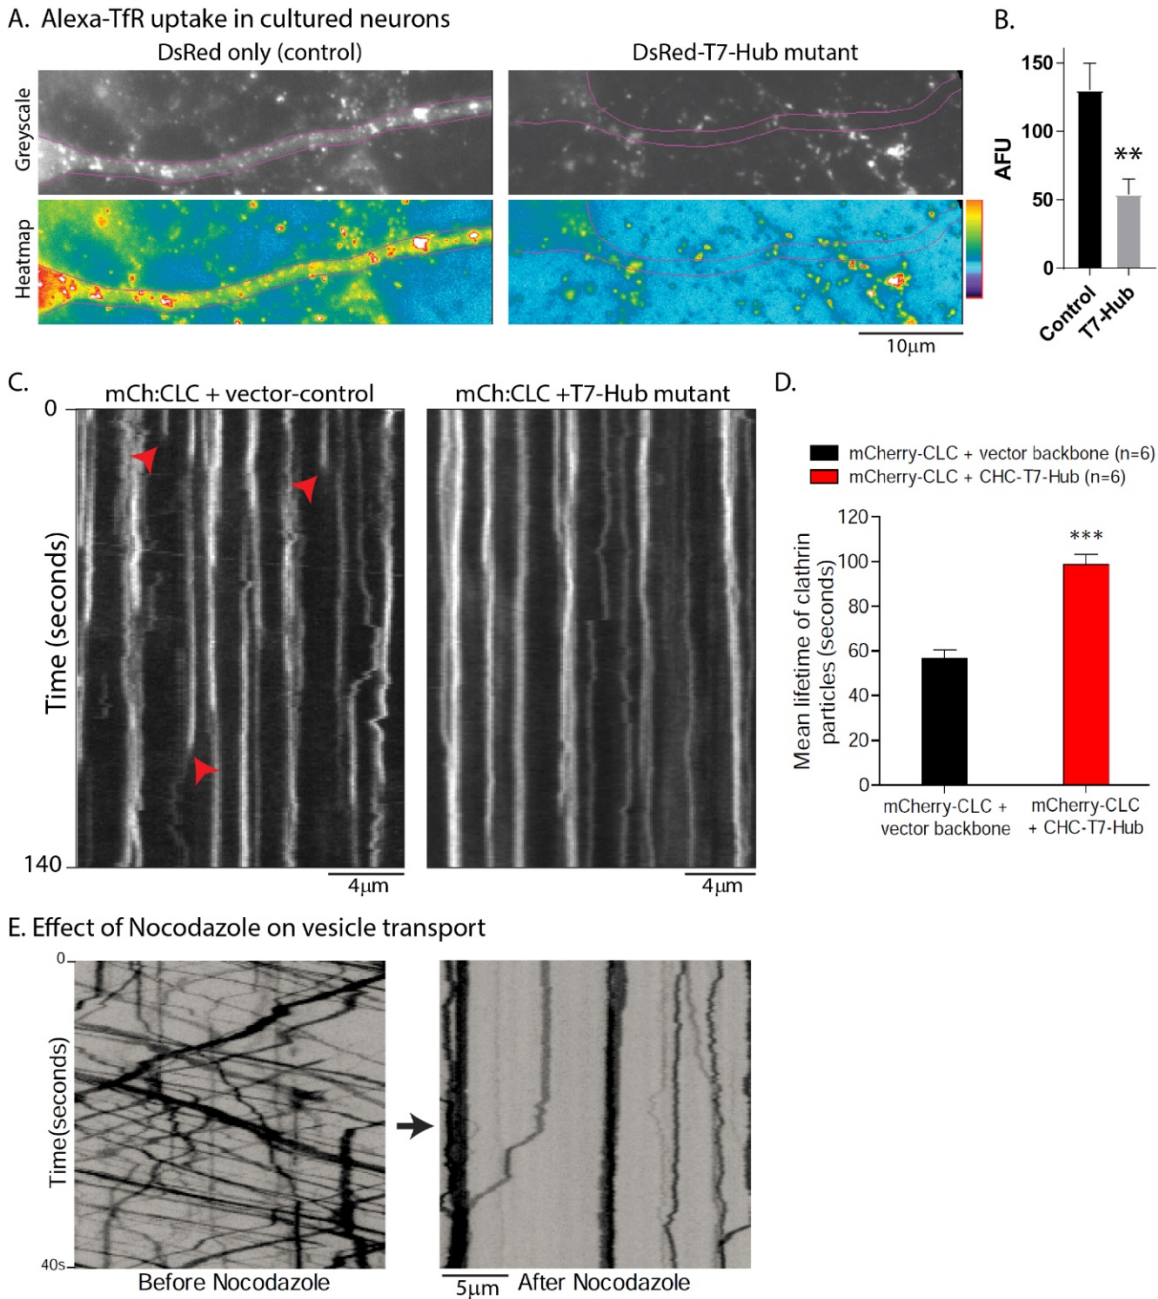 A. Alexa-TfR uptake in cultured neurons
DsRed only (control)
DsRed-T7-Hub mutant
Greyscale
Heatmap
10μm
B.
AFU
150
100
50
0
**
Control
T7-Hub
C.
mCh:CLC + vector-control
mCh:CLC +T7-Hub mutant
0
Time (seconds)
140
4μm
4μm
D.
mCherry-CLC + vector backbone (n=6)
mCherry-CLC + CHC-T7-Hub (n=6)
Mean lifetime of clathrin
particles (seconds)
120
100
80
60
40
20
0
***
mCherry-CLC +
vector backbone
mCherry-CLC
+ CHC-T7-Hub
E. Effect of Nocodazole on vesicle transport
0
Time(seconds)
40s
Before Nocodazole
5μm
After Nocodazole